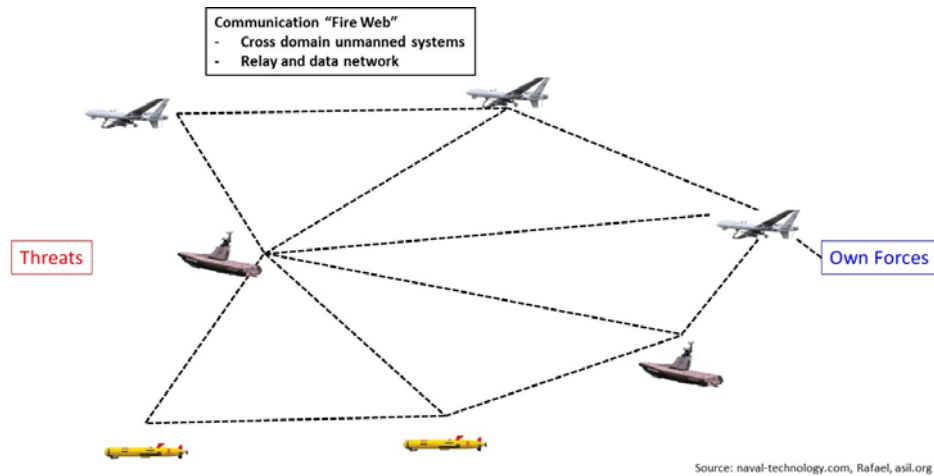 Communication “Fire Web”
- Cross domain unmanned systems
- Relay and data network
Threats
Own Forces
Source: naval-technology.com, Rafael, asil.org